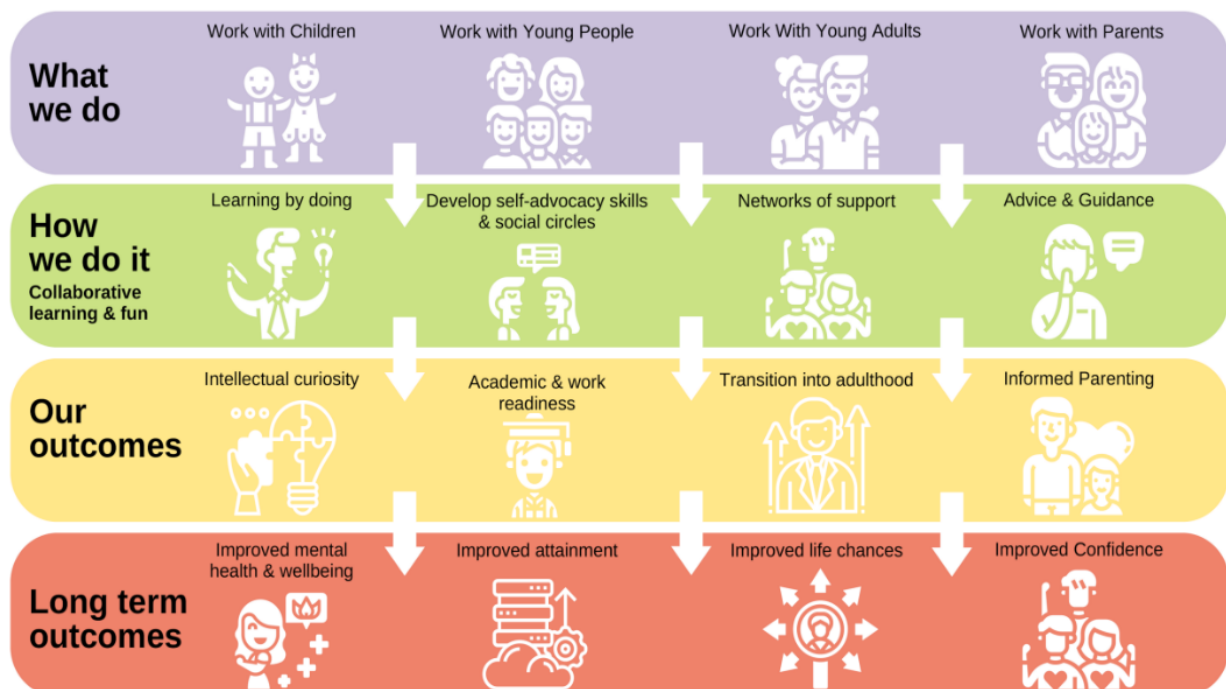 What
we do
Work with Children
Work with Young People
Work With Young Adults
Work with Parents
How
we do it
Collaborative
learning & fun
Learning by doing
Develop self-advocacy skills
& social circles
Networks of support
Advice & Guidance
Our
outcomes
Intellectual curiosity
Academic & work
readiness
Transition into adulthood
Informed Parenting
Long term
outcomes
Improved mental
health & wellbeing
Improved attainment
Improved life chances
Improved Confidence